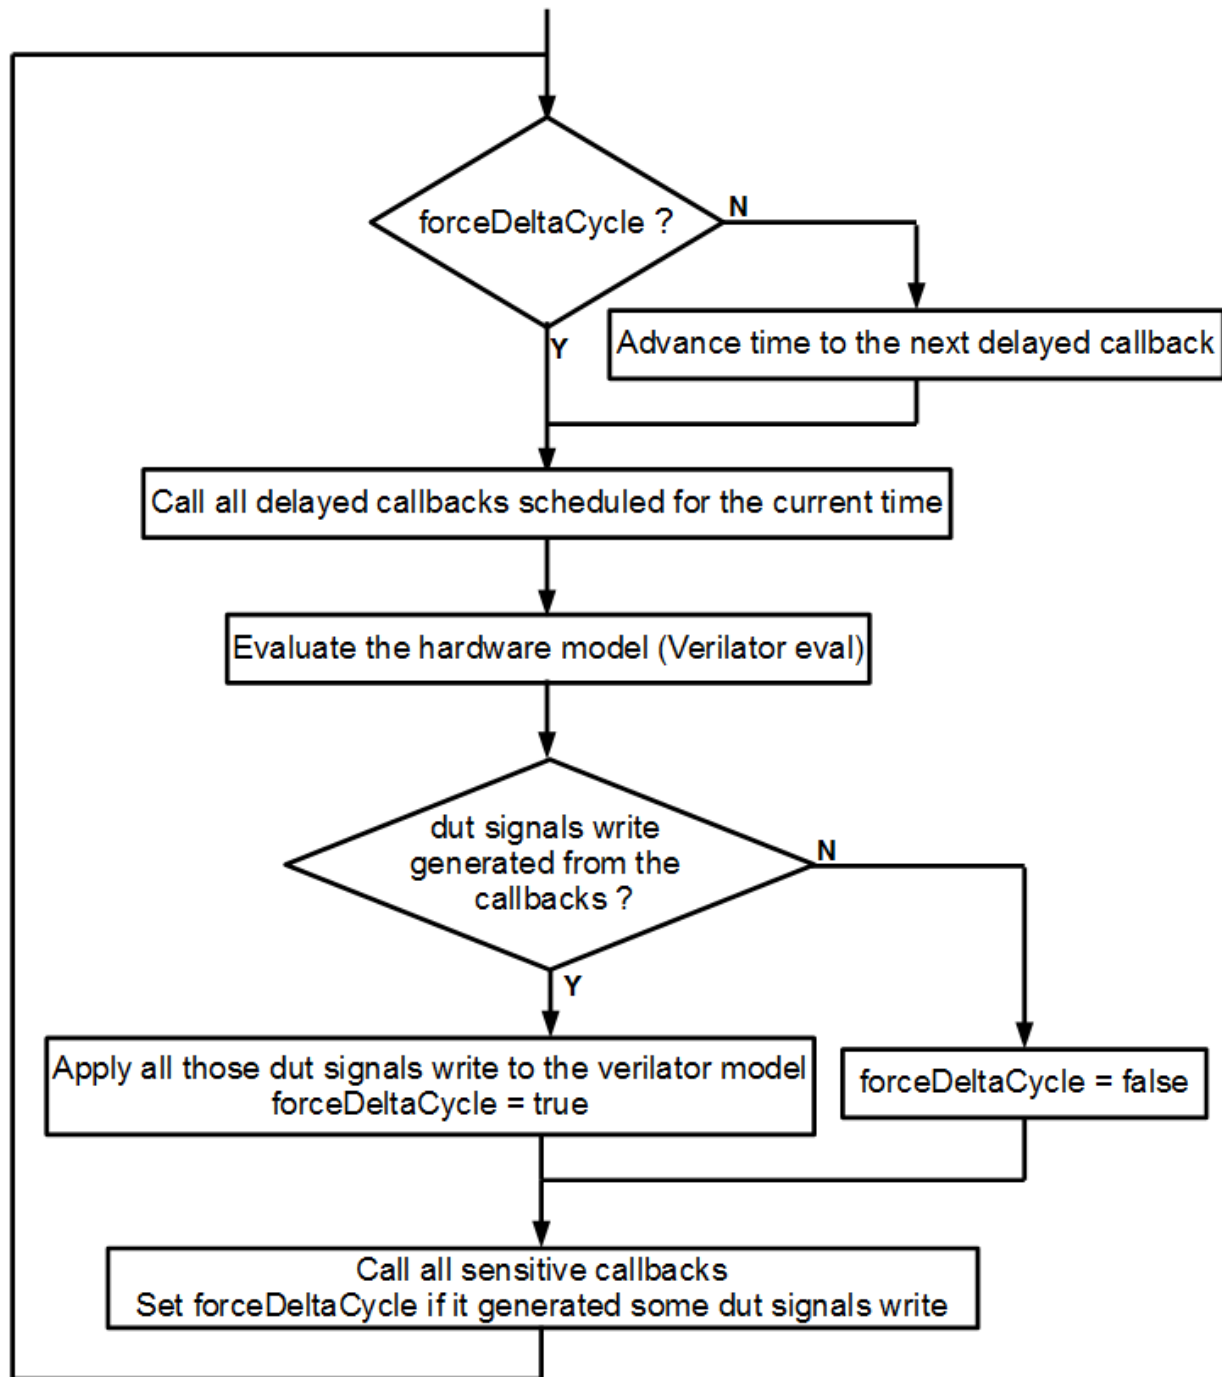 forceDeltaCycle ?
N
Y
Advance time to the next delayed callback
Call all delayed callbacks scheduled for the current time
Evaluate the hardware model (Verilator eval)
dut signals write
generated from the
callbacks ?
N
Y
Apply all those dut signals write to the verilator model
forceDeltaCycle = true
forceDeltaCycle = false
Call all sensitive callbacks
Set forceDeltaCycle if it generated some dut signals write